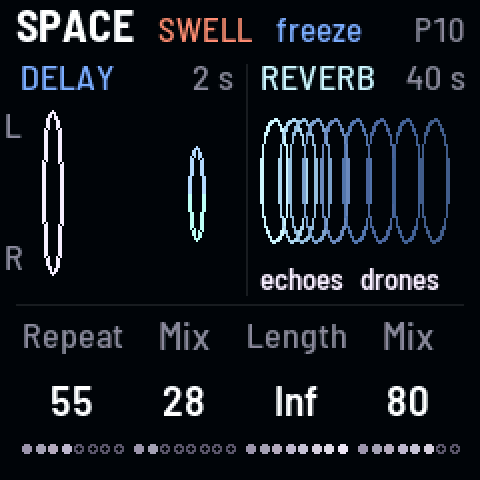 SPACE SWELL freeze P10
DELAY 2 s REVERB 40 s
L
R
echoes drones
Repeat Mix Length Mix
55 28 Inf 80